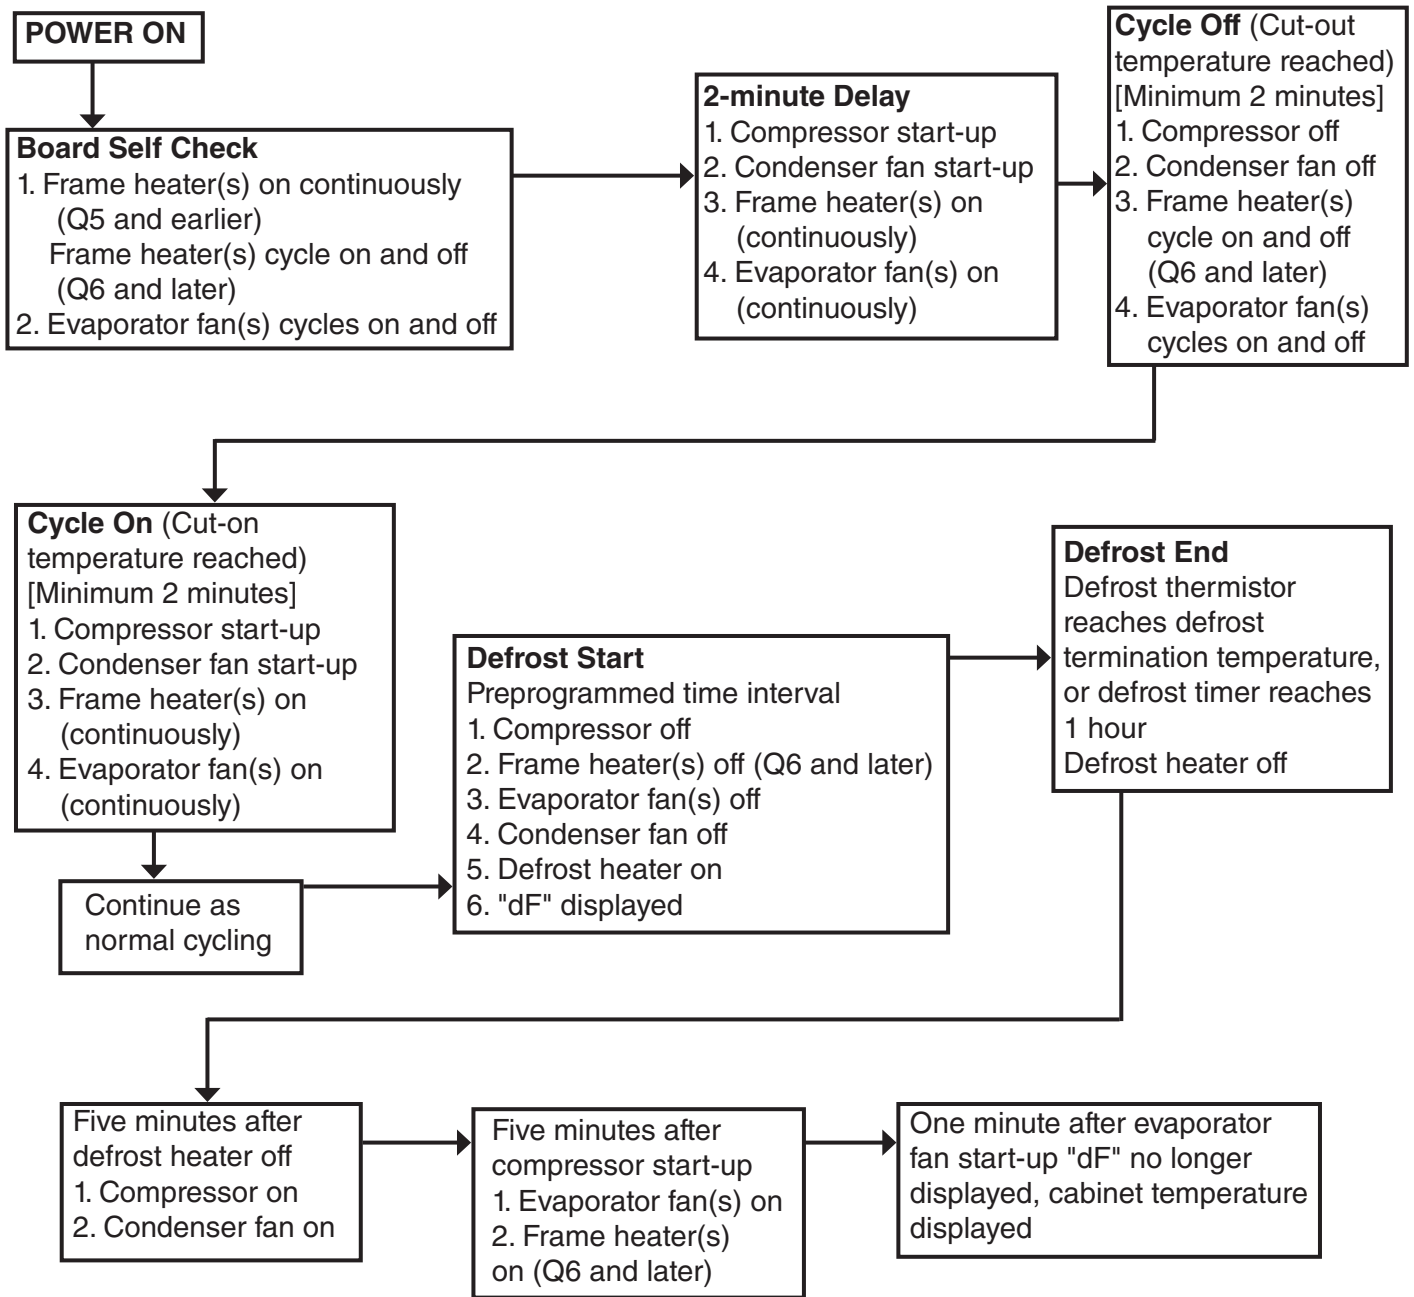 POWER ON
Board Self Check
1. Frame heater(s) on continuously
(Q5 and earlier)
Frame heater(s) cycle on and off
(Q6 and later)
2. Evaporator fan(s) cycles on and off
2-minute Delay
1. Compressor start-up
2. Condenser fan start-up
3. Frame heater(s) on
(continuously)
4. Evaporator fan(s) on
(continuously)
Cycle Off (Cut-out
temperature reached)
[Minimum 2 minutes]
1. Compressor off
2. Condenser fan off
3. Frame heater(s)
cycle on and off
(Q6 and later)
4. Evaporator fan(s)
cycles on and off
Cycle On (Cut-on
temperature reached)
[Minimum 2 minutes]
1. Compressor start-up
2. Condenser fan start-up
3. Frame heater(s) on
(continuously)
4. Evaporator fan(s) on
(continuously)
Continue as
normal cycling
Defrost Start
Preprogrammed time interval
1. Compressor off
2. Frame heater(s) off (Q6 and later)
3. Evaporator fan(s) off
4. Condenser fan off
5. Defrost heater on
6. "dF" displayed
Defrost End
Defrost thermistor
reaches defrost
termination temperature,
or defrost timer reaches
1 hour
Defrost heater off
Five minutes after
defrost heater off
1. Compressor on
2. Condenser fan on
Five minutes after
compressor start-up
1. Evaporator fan(s) on
2. Frame heater(s)
on (Q6 and later)
One minute after evaporator
fan start-up "dF" no longer
displayed, cabinet temperature
displayed